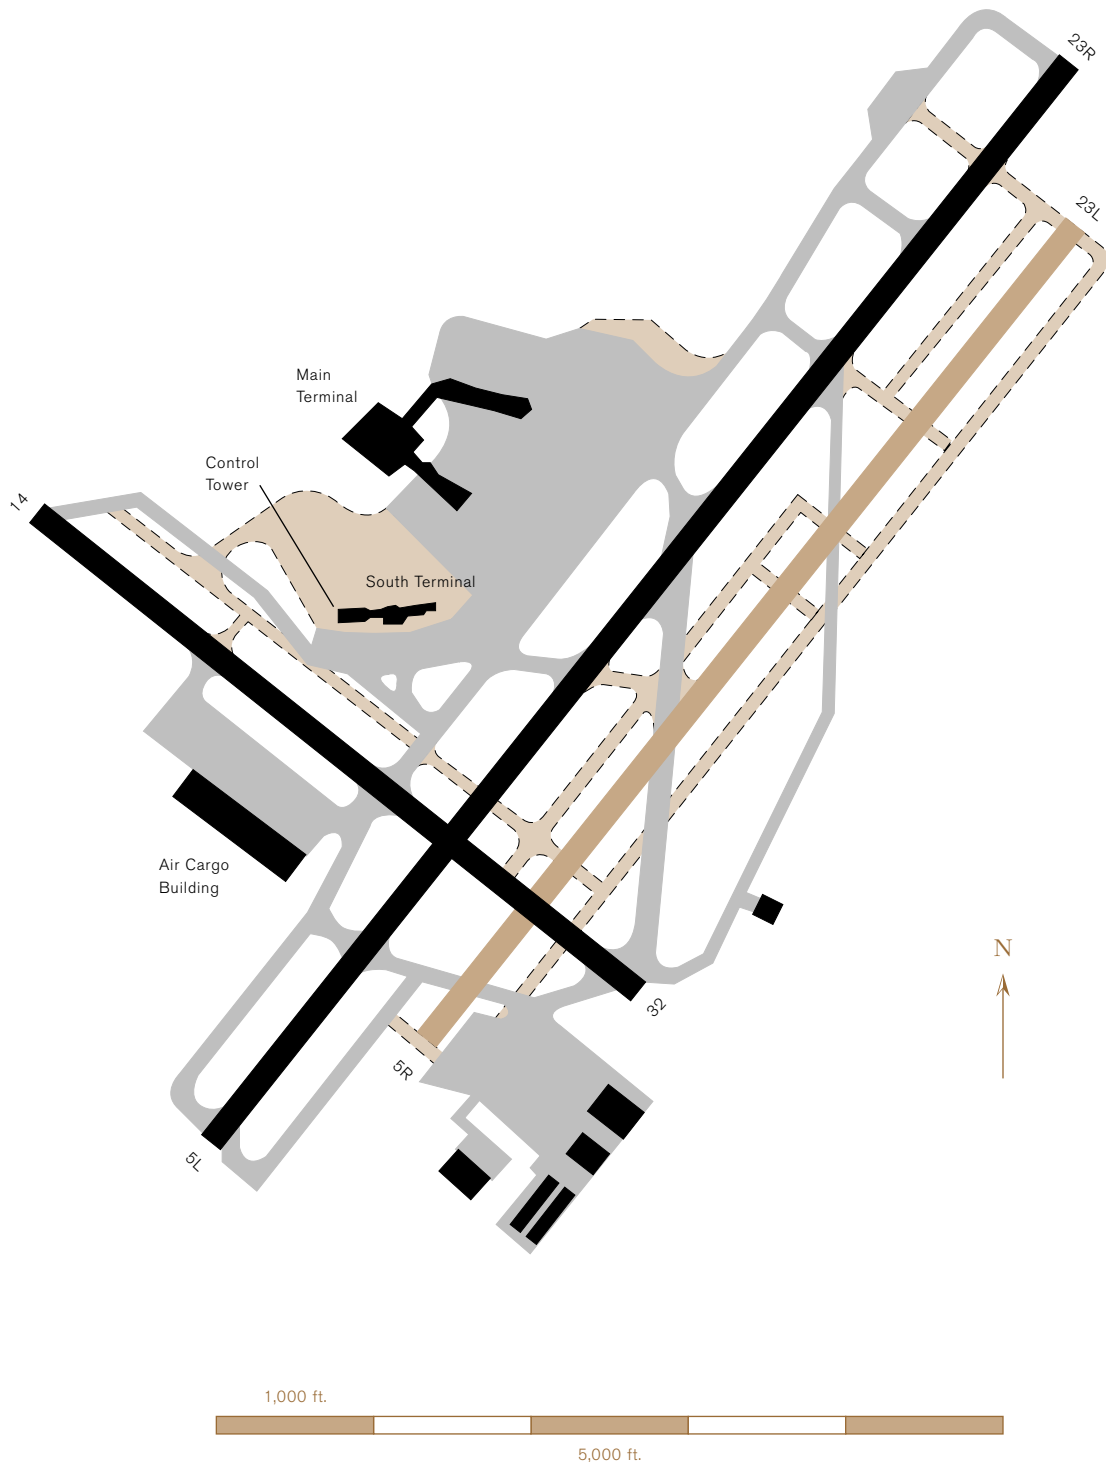 23R
23L
Main
Terminal
Control
Tower
14
South Terminal
Air Cargo
Building
N
32
5R
5L
1,000 ft.
5,000 ft.